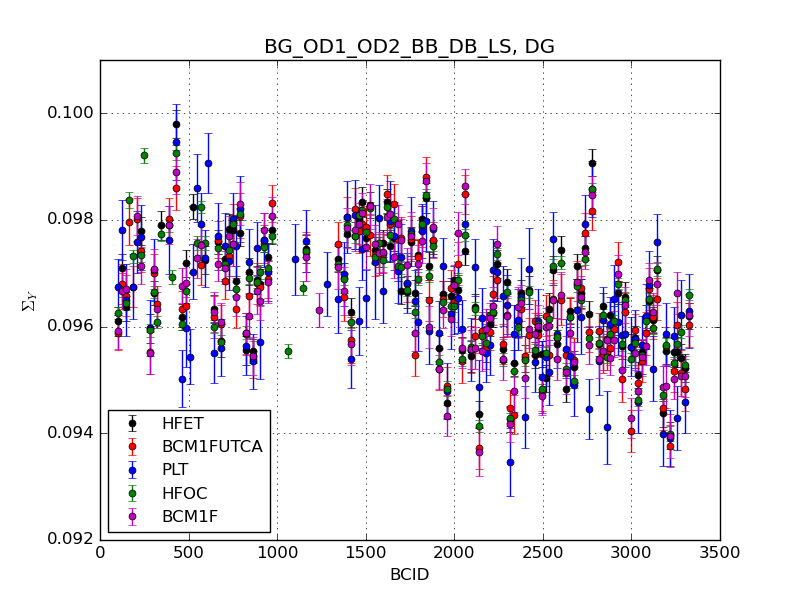 BG_OD1_OD2_BB_DB_LS, DG
0.100
0.098
0.096
0.094
0.092
Σ_Y
HFET
BCM1FUTCA
PLT
HFOC
BCM1F
0 500 1000 1500 2000 2500 3000 3500
BCID